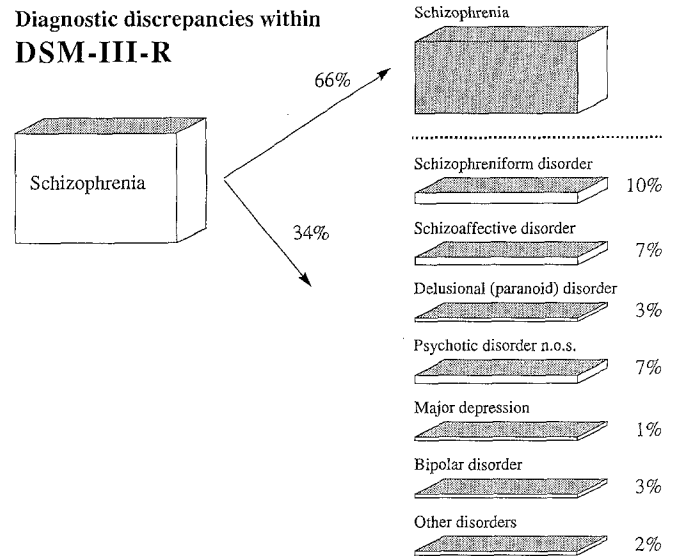 Diagnostic discrepancies within
DSM-III-R
Schizophrenia
66%
34%
Schizophrenia
Schizophreniform disorder
10%
Schizoaffective disorder
7%
Delusional (paranoid) disorder
3%
Psychotic disorder n.o.s.
7%
Major depression
1%
Bipolar disorder
3%
Other disorders
2%